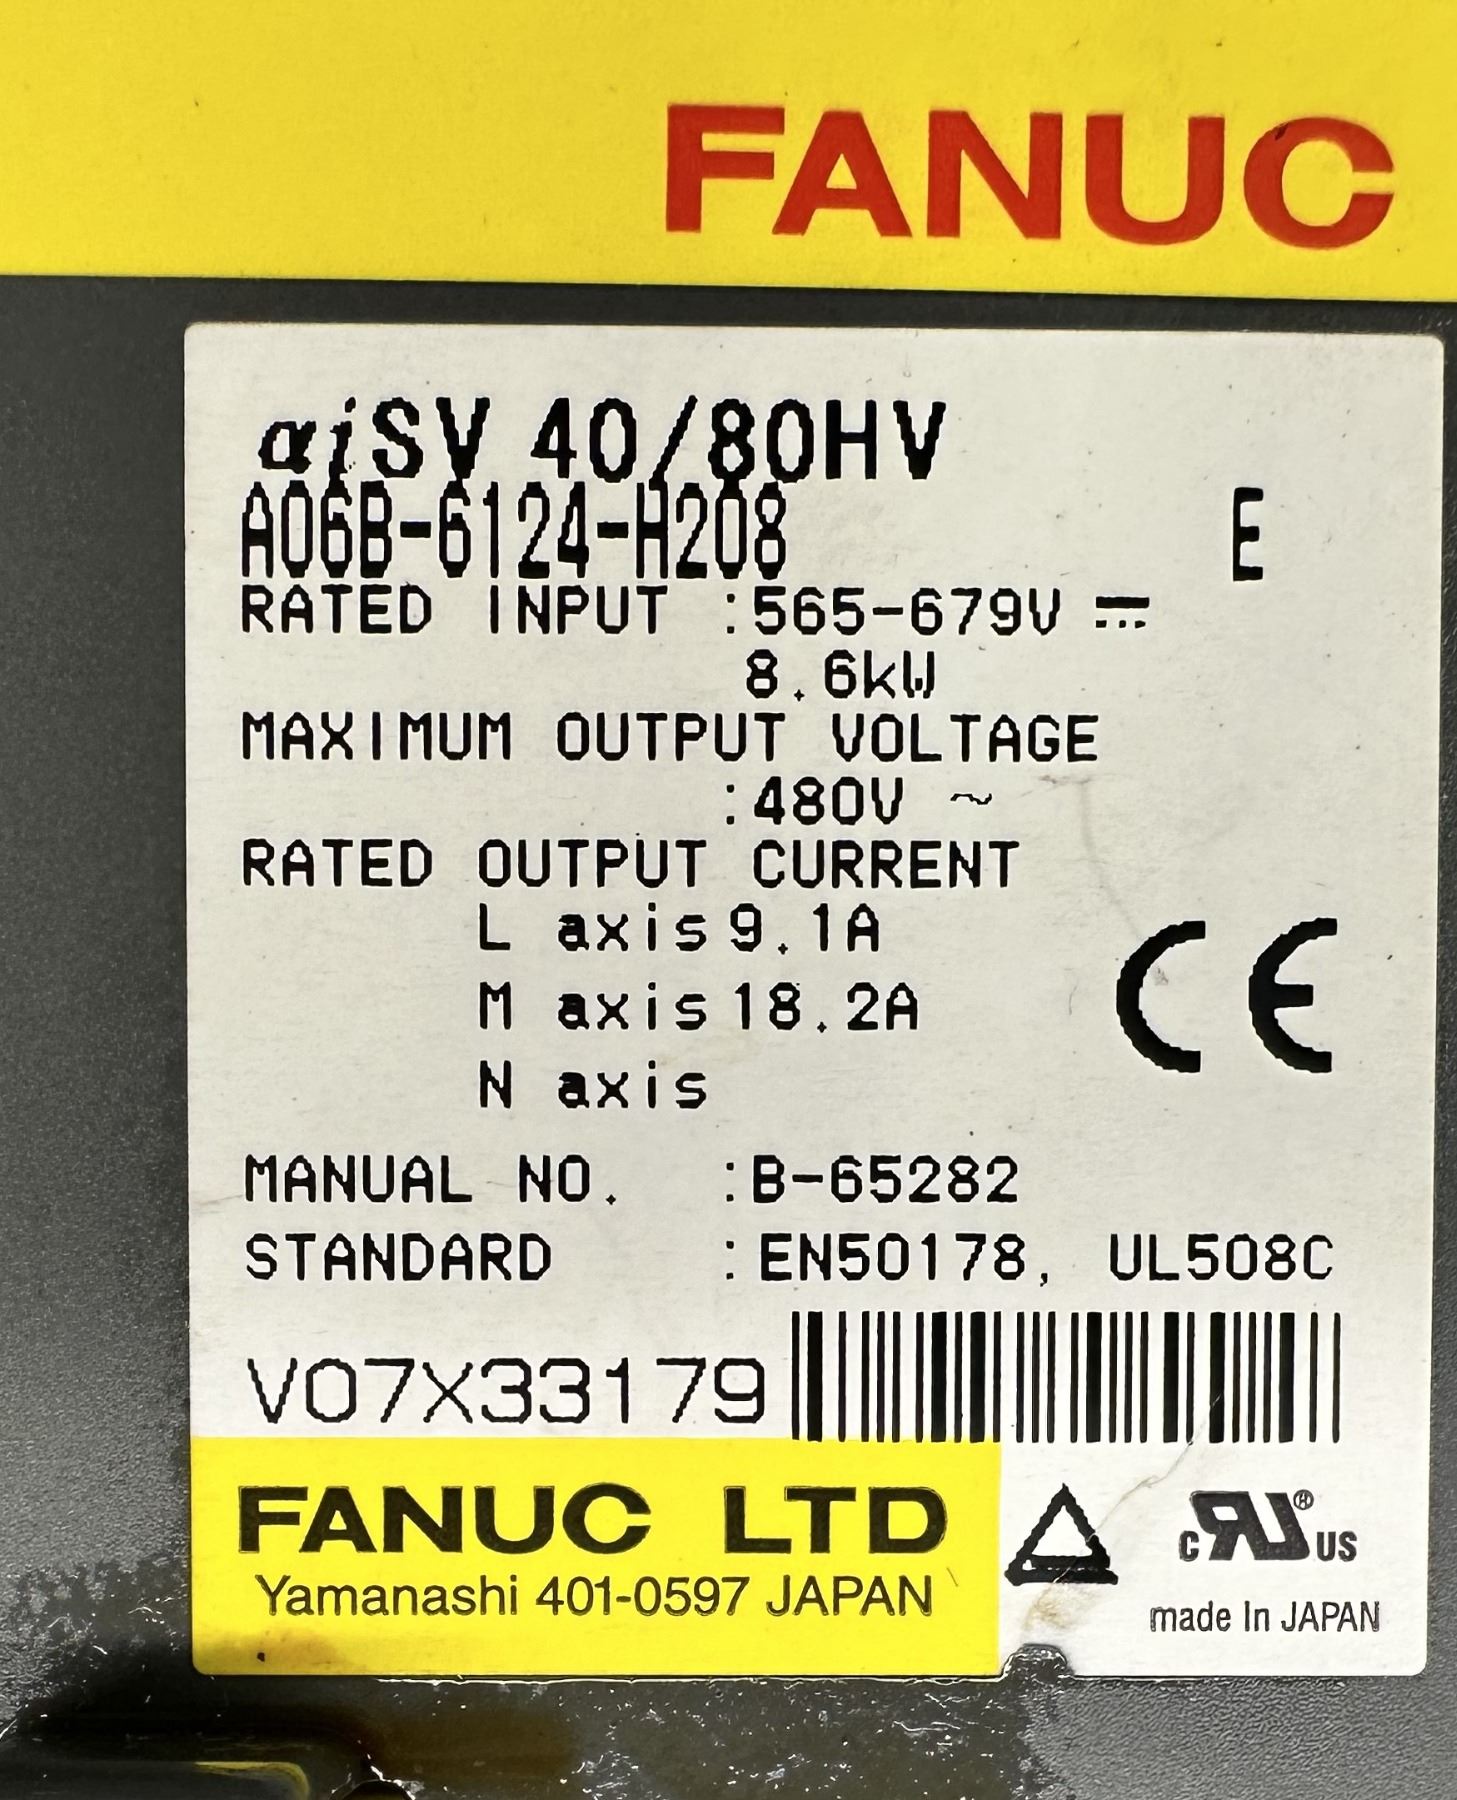 FANUC
αiSV 40/80HV
A06B-6124-H208 E
RATED INPUT :565-679V ⎓
8.6kW
MAXIMUM OUTPUT VOLTAGE
:480V ~
RATED OUTPUT CURRENT
L axis 9.1A
M axis 18.2A
N axis
CE
MANUAL NO. :B-65282
STANDARD :EN50178, UL508C
V07X33179
FANUC LTD
Yamanashi 401-0597 JAPAN
c RU ® US
made In JAPAN